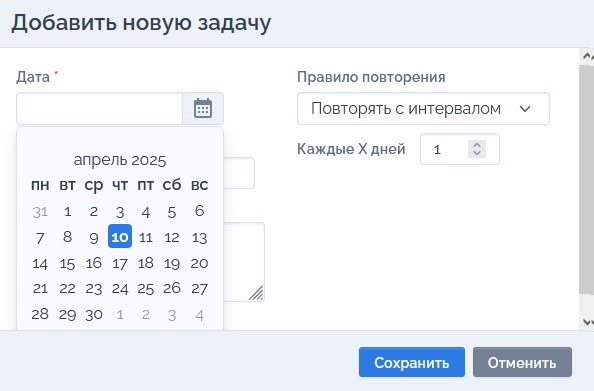 Добавить новую задачу
Дата *
Правило повторения
Повторять с интервалом
Каждые X дней 1
апрель 2025
пн вт ср чт пт сб вс
31 1 2 3 4 5 6
7 8 9 10 11 12 13
14 15 16 17 18 19 20
21 22 23 24 25 26 27
28 29 30 1 2 3 4
Сохранить Отменить